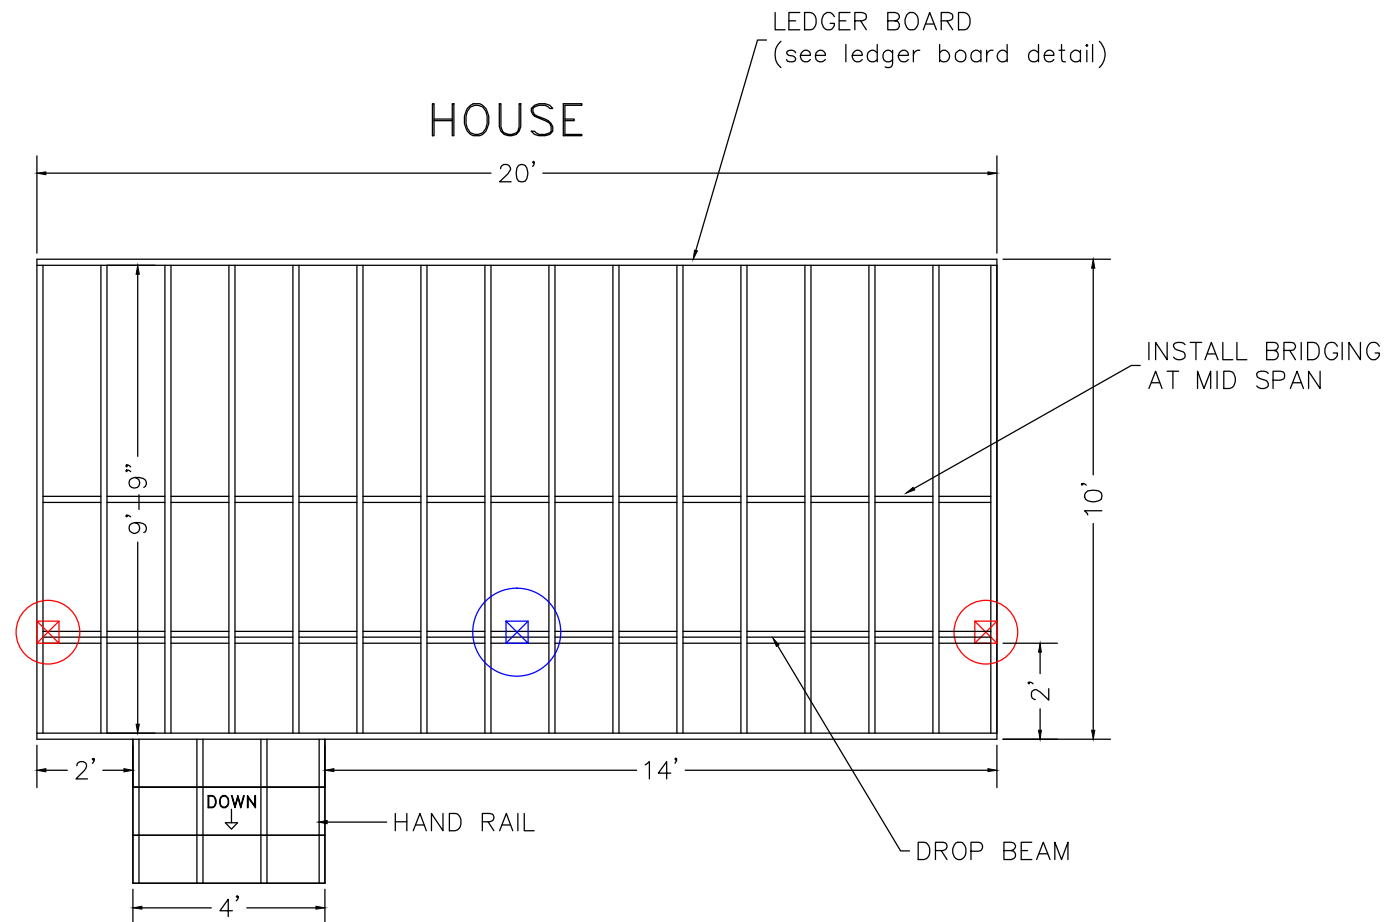 LEDGER BOARD
(see ledger board detail)
HOUSE
20'
INSTALL BRIDGING
AT MID SPAN
9'-9"
10'
2'
2'
14'
DOWN
HAND RAIL
DROP BEAM
4'